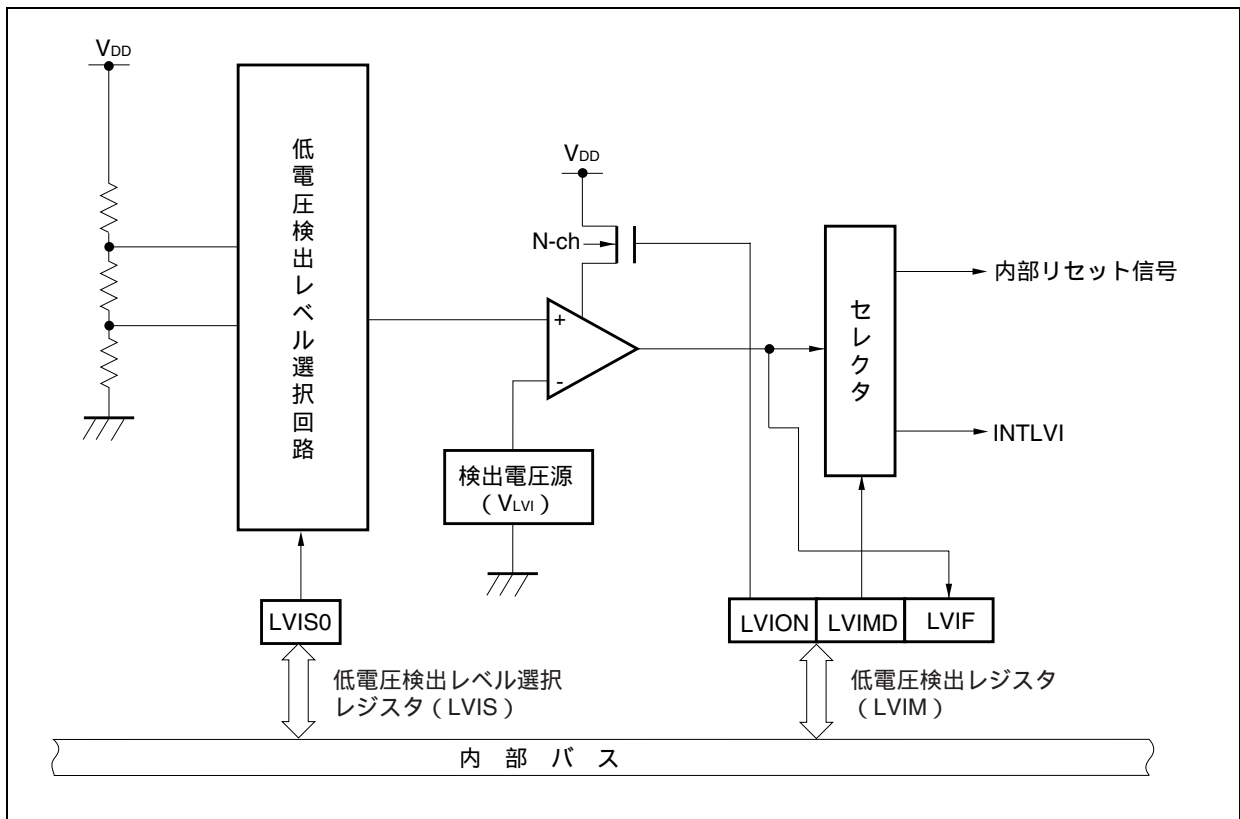 VDD
低電圧検出レベル選択回路
VDD
N-ch
+
-
検出電圧源
（VLVI）
セレクタ
内部リセット信号
INTLVI
LVIS0
LVION
LVIMD
LVIF
低電圧検出レベル選択
レジスタ（LVIS）
低電圧検出レジスタ
（LVIM）
内 部 バ ス